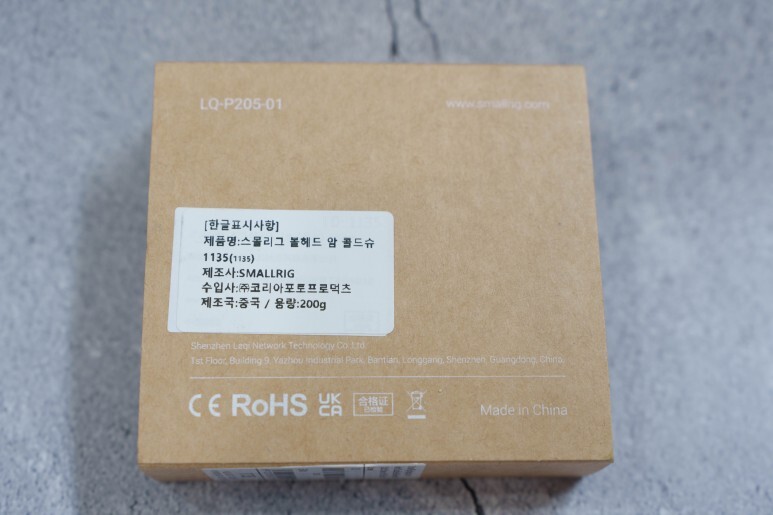 LQ-P205-01
www.smallrig.com
[한글표시사항]
제품명:스몰리그 볼헤드 암 콜드슈
1135(1135)
제조사:SMALLRIG
수입사:㈜코리아포토프로덕츠
제조국:중국 / 용량:200g
Shenzhen Leqi Network Technology Co.,Ltd.
1st Floor, Building 9, Yazhou Industrial Park, Bantian, Longgang, Shenzhen, Guangdong, China.
CE RoHS UK CA 合格证
Made in China